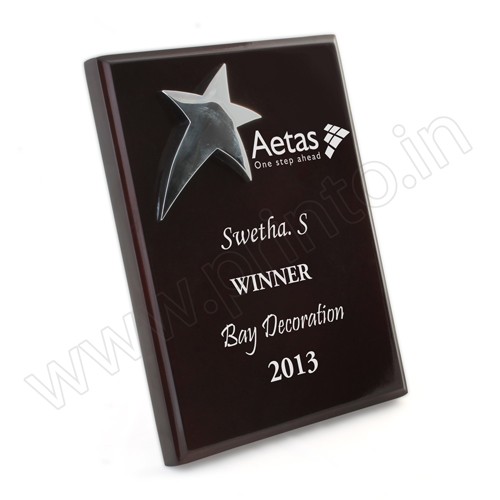 Aetas
One step ahead
Swetha. S
WINNER
Bay Decoration
2013
www.printo.in